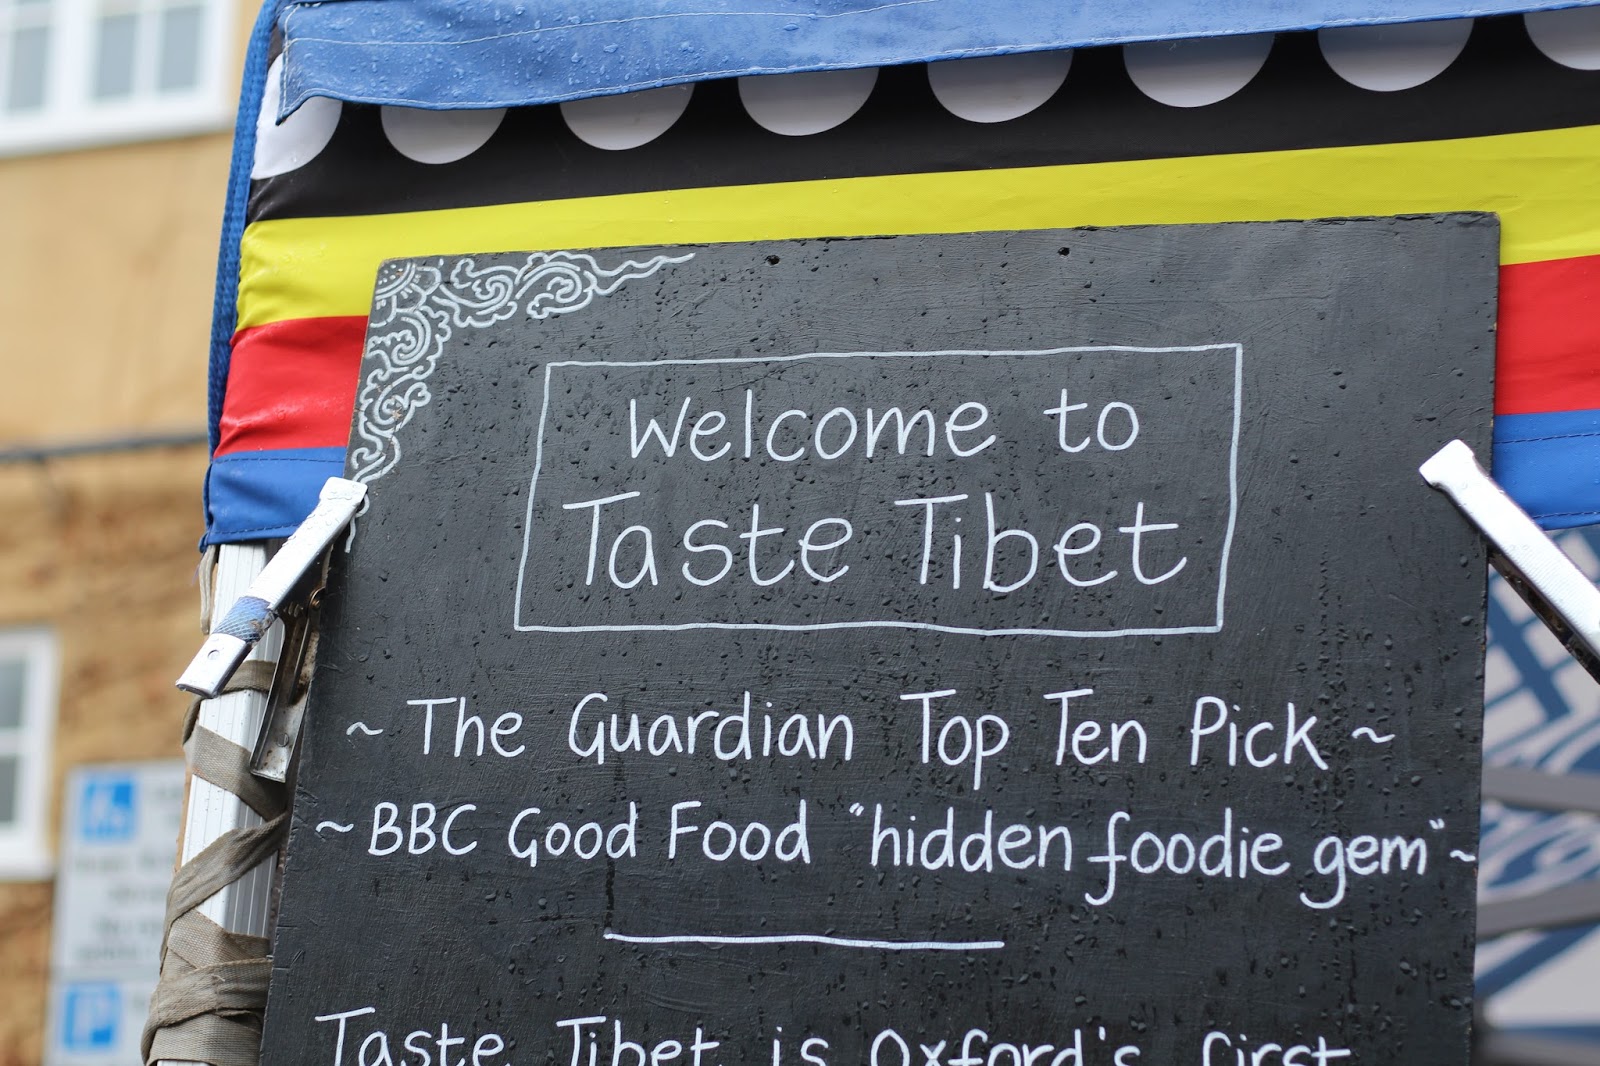 Welcome to
Taste Tibet
~ The Guardian Top Ten Pick ~
~ BBC Good Food "hidden foodie gem" ~
Taste Tibet is Oxford's first
P